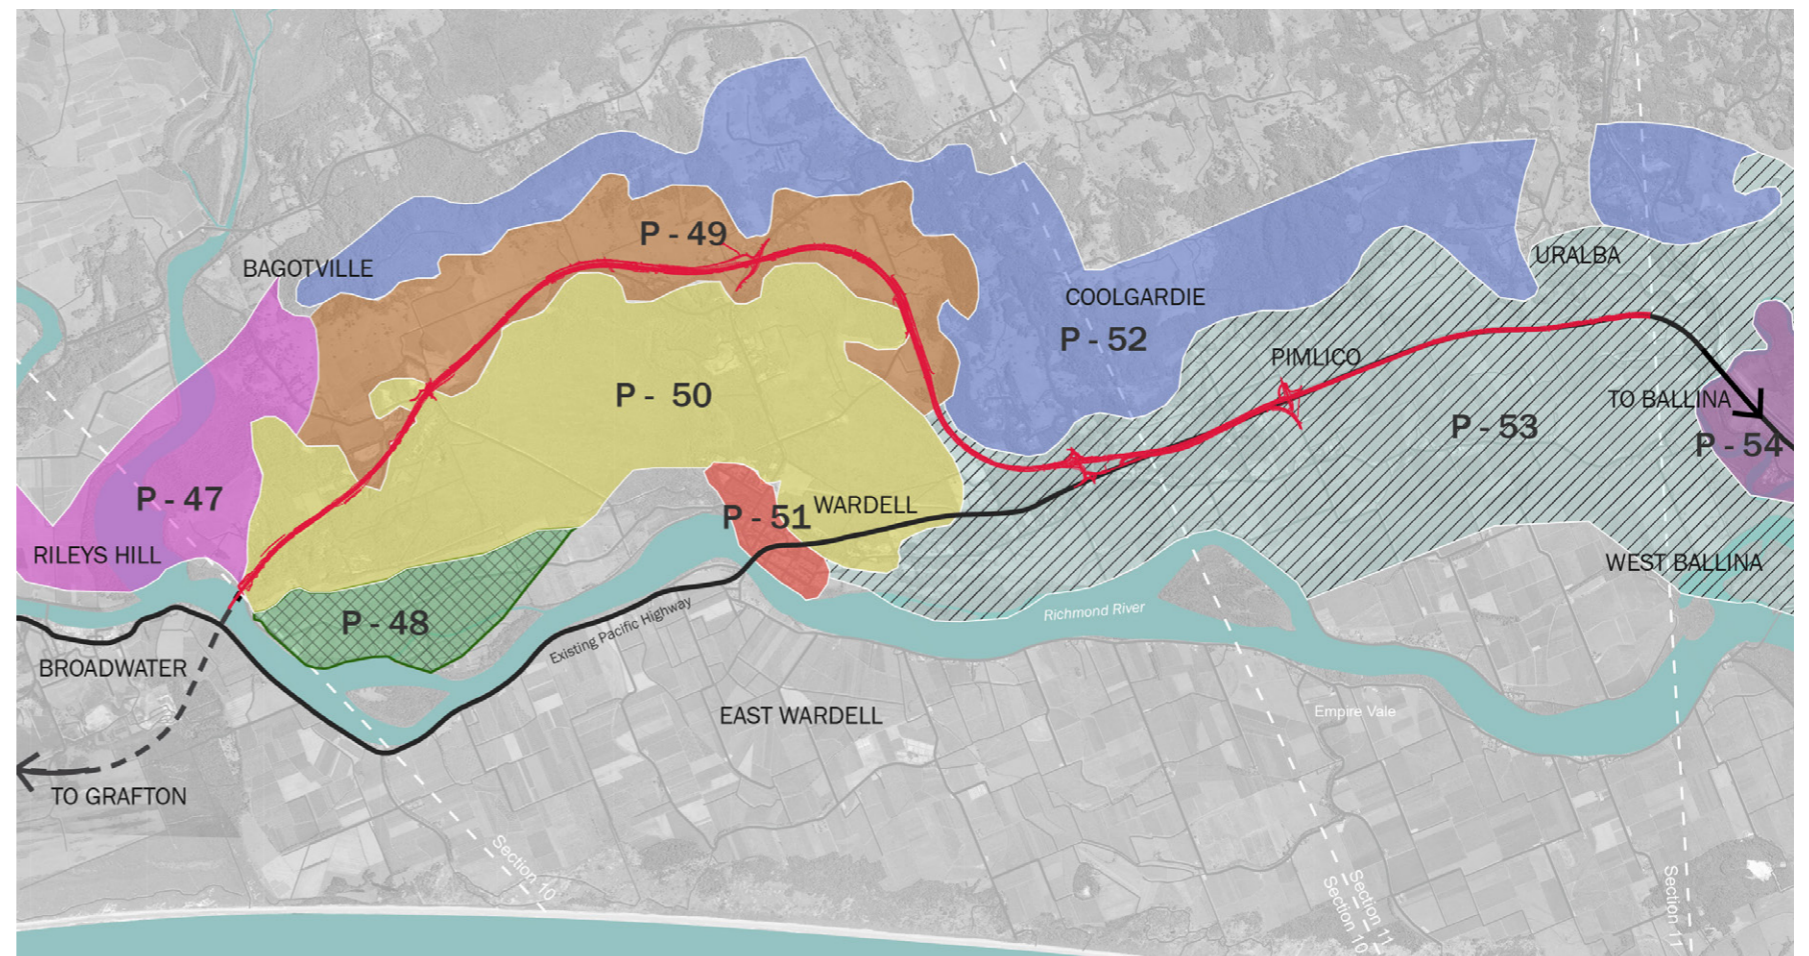 P - 49
BAGOTVILLE
URALBA
COOLGARDIE
P - 52
PIMLICO
P - 50
TO BALLINA
P - 53
P - 54
P - 47
WARDELL
P - 51
RILEYS HILL
WEST BALLINA
Richmond River
P - 48
Existing Pacific Highway
BROADWATER
EAST WARDELL
Empire Vale
TO GRAFTON
Section 10
Section 11
Section 10
Section 11